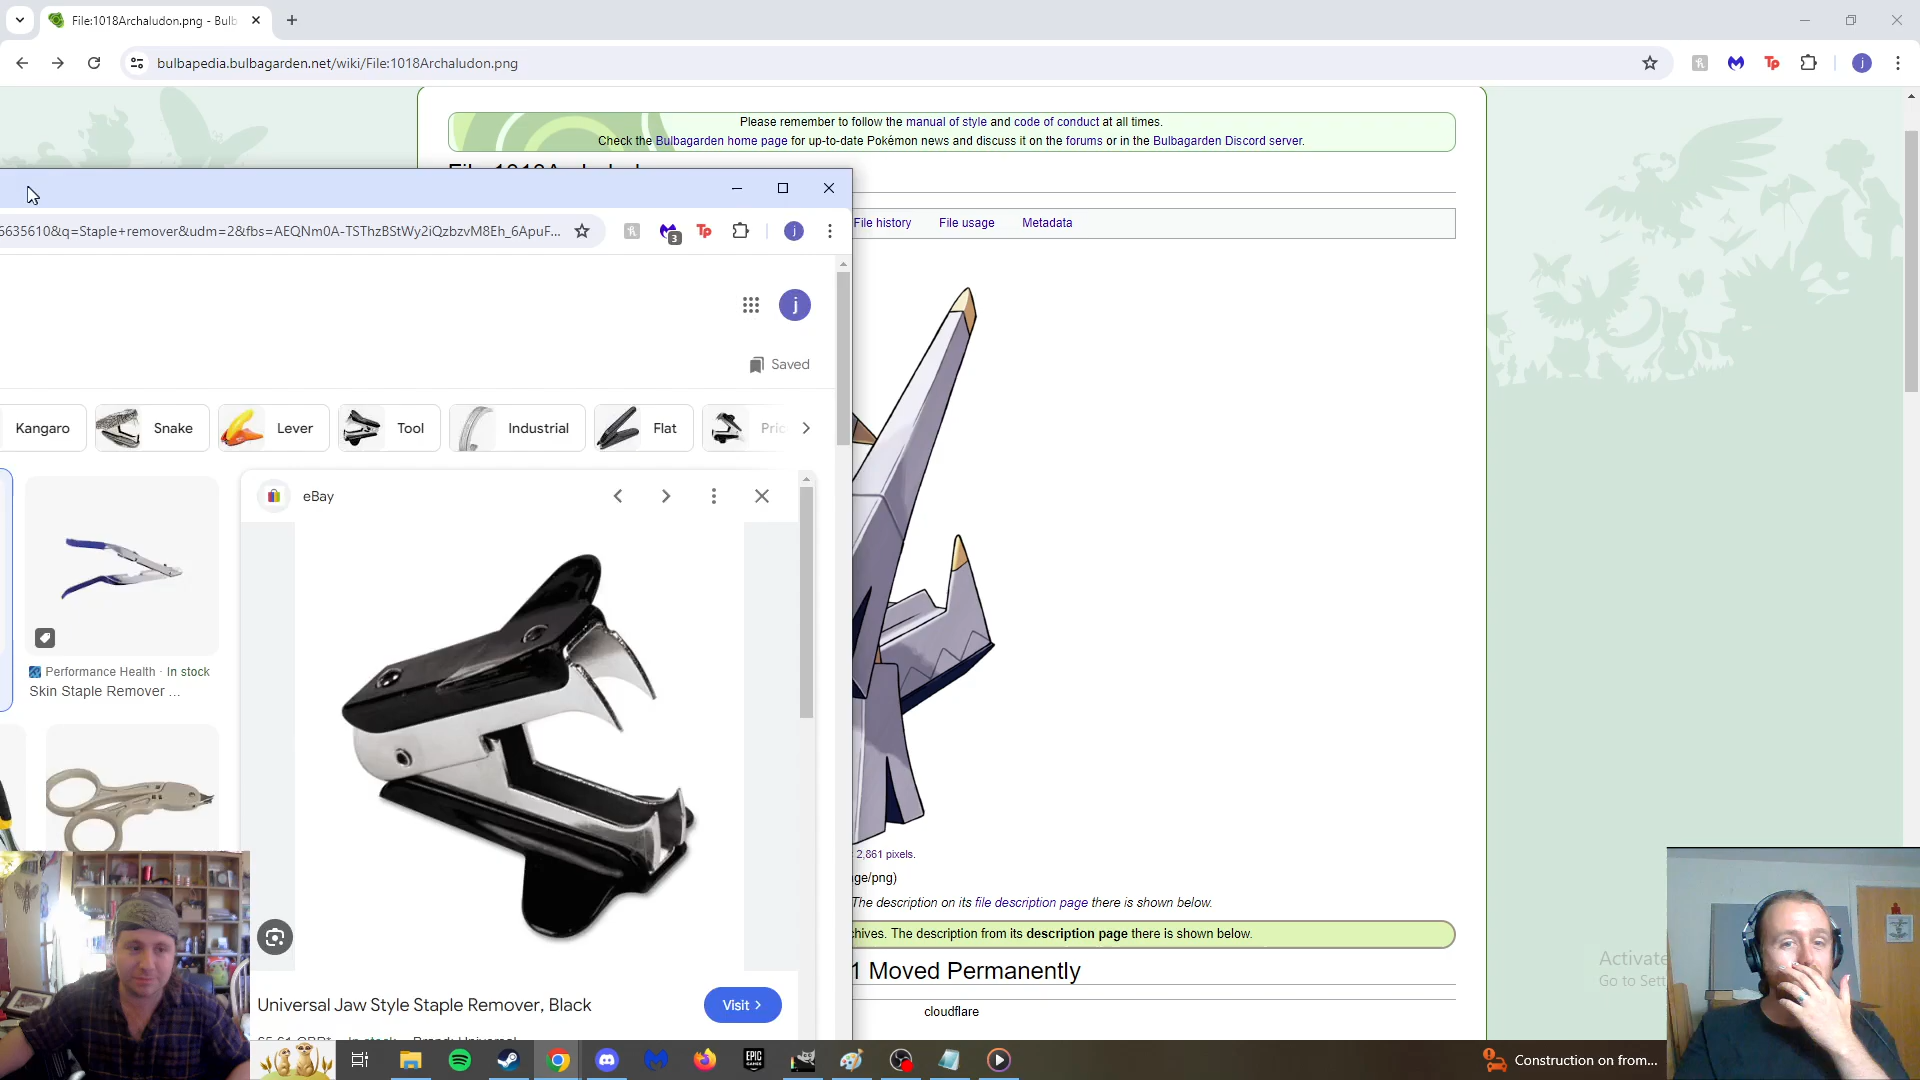 File:1018Archaludon.png - Bulb
bulbapedia.bulbagarden.net/wiki/File:1018Archaludon.png
j
Please remember to follow the manual of style and code of conduct at all times.
Check the Bulbagarden home page for up-to-date Pokémon news and discuss it on the forums or in the Bulbagarden Discord server.
File history
File usage
Metadata
6635610&q=Staple+remover&udm=2&fbs=AEQNm0A-TSThzBStWy2iQzbzvM8Eh_6ApuF...
3
j
j
Saved
Kangaro
Snake
Lever
Tool
Industrial
Flat
Pric
eBay
Performance Health · In stock
Skin Staple Remover ...
Universal Jaw Style Staple Remover, Black
Visit >
2,861 pixels.
ge/png)
The description on its file description page there is shown below.
chives. The description from its description page there is shown below.
1 Moved Permanently
cloudflare
Activate
Go to Sett
EPIC
GAMES
Construction on from...